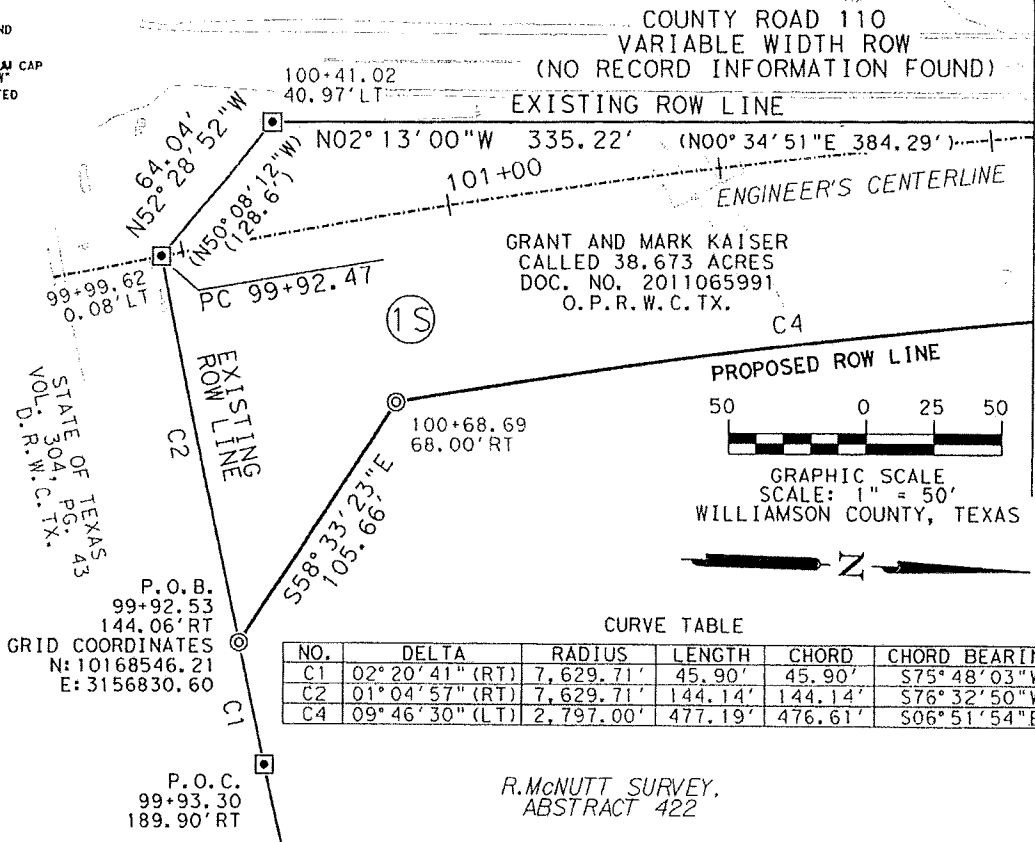 ND
M CAP
Y"
TED
COUNTY ROAD 110
VARIABLE WIDTH ROW
(NO RECORD INFORMATION FOUND)
100+41.02
40.97'LT
EXISTING ROW LINE
N02°13'00"W 335.22' (N00°34'51"E 384.29')
64.04'
N52°28'52"W
(N50°08'12"W)
(128.6')
101+00
ENGINEER'S CENTERLINE
99+99.62
0.08'LT
PC 99+92.47
GRANT AND MARK KAISER
CALLED 38.673 ACRES
DOC. NO. 2011065991
O.P.R.W.C.TX.
1S
C4
PROPOSED ROW LINE
EXISTING
ROW LINE
C2
STATE OF TEXAS
VOL. 304, PG. 43
D.R.W.C.TX.
100+68.69
68.00'RT
S58°33'23"E
105.66'
50 0 25 50
GRAPHIC SCALE
SCALE: 1" = 50'
WILLIAMSON COUNTY, TEXAS
N
P.O.B.
99+92.53
144.06'RT
GRID COORDINATES
N:10168546.21
E:3156830.60
C1
CURVE TABLE
NO. DELTA RADIUS LENGTH CHORD CHORD BEARIN
C1 02°20'41"(RT) 7,629.71' 45.90' 45.90' S75°48'03"W
C2 01°04'57"(RT) 7,629.71' 144.14' 144.14' S76°32'50"W
C4 09°46'30"(LT) 2,797.00' 477.19' 476.61' S06°51'54"E
P.O.C.
99+93.30
189.90'RT
R.McNUTT SURVEY,
ABSTRACT 422